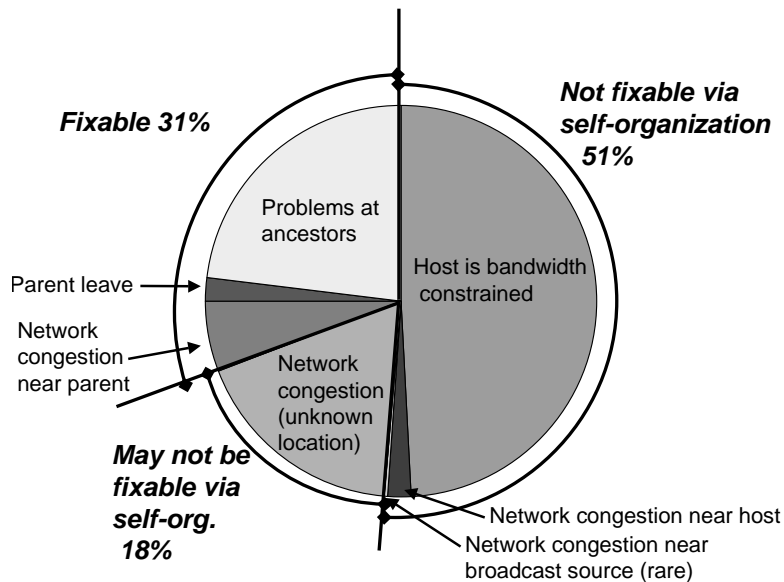 Fixable 31%
Not fixable via
self-organization
51%
Problems at
ancestors
Host is bandwidth
constrained
Parent leave
Network
congestion
near parent
Network
congestion
(unknown
location)
May not be
fixable via
self-org.
18%
Network congestion near host
Network congestion near
broadcast source (rare)